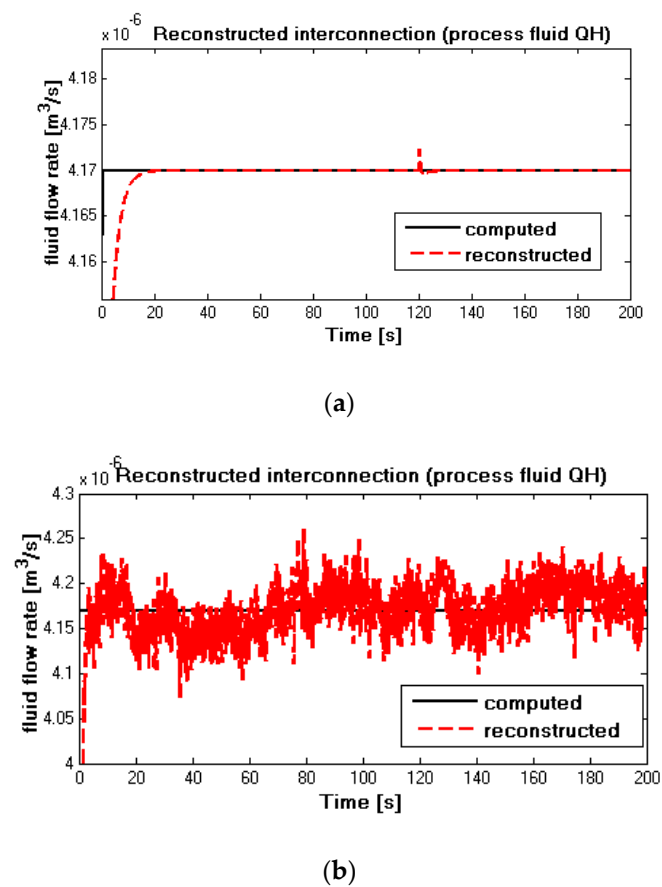 × 10-6
Reconstructed interconnection (process fluid QH)
4.18
4.175
4.17
4.165
4.16
fluid flow rate [m3/s]
computed
reconstructed
0 20 40 60 80 100 120 140 160 180 200
Time [s]
(a)
× 10-6
Reconstructed interconnection (process fluid QH)
4.3
4.25
4.2
4.15
4.1
4.05
4
fluid flow rate [m3/s]
computed
reconstructed
0 20 40 60 80 100 120 140 160 180 200
Time [s]
(b)